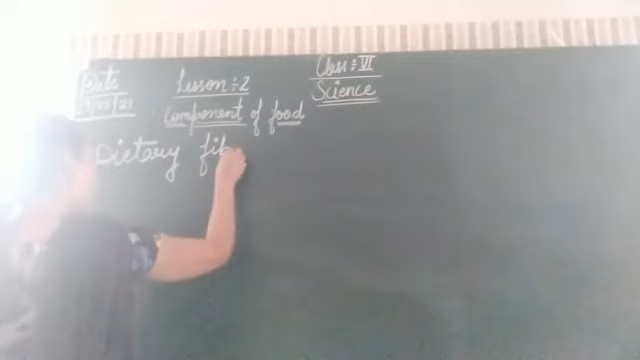 Date Lesson :- 2 Class :- VI
Science
Component of food
Dietary fib